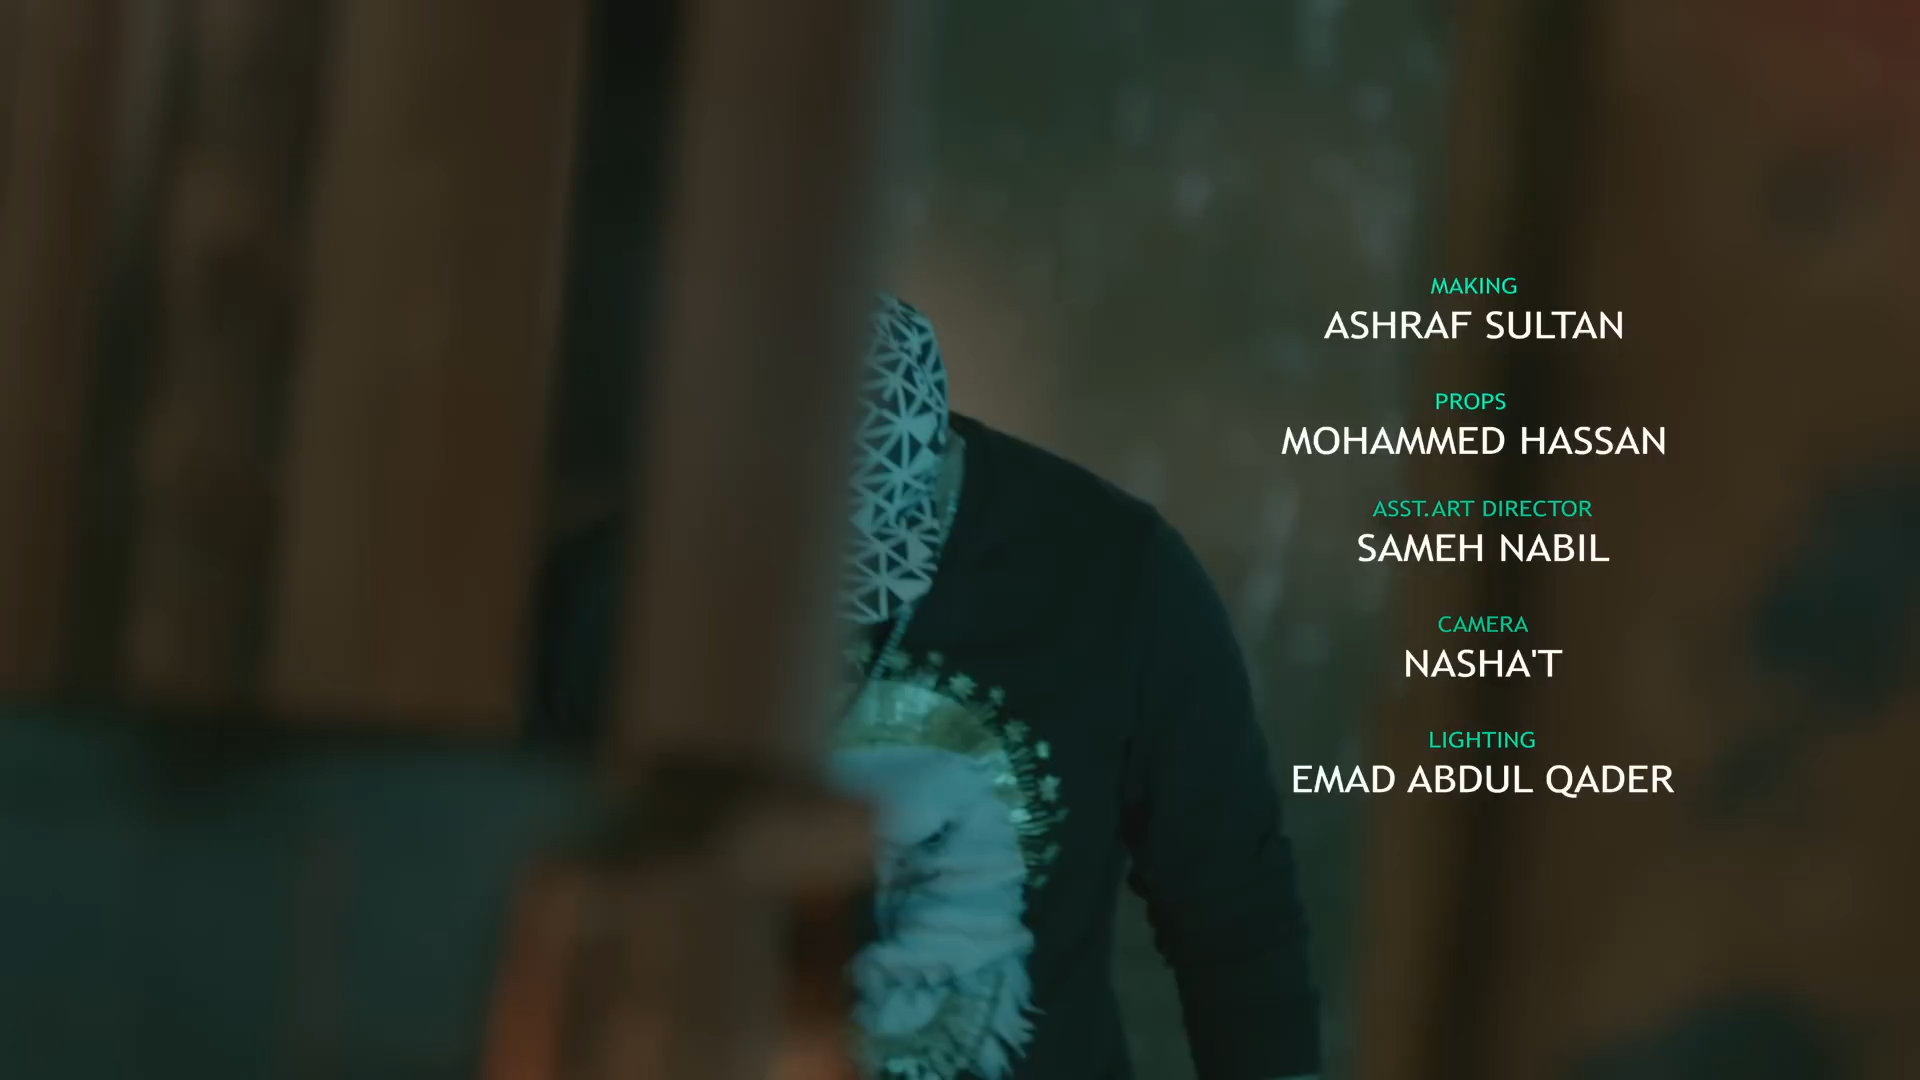 MAKING
ASHRAF SULTAN
PROPS
MOHAMMED HASSAN
ASST.ART DIRECTOR
SAMEH NABIL
CAMERA
NASHA'T
LIGHTING
EMAD ABDUL QADER